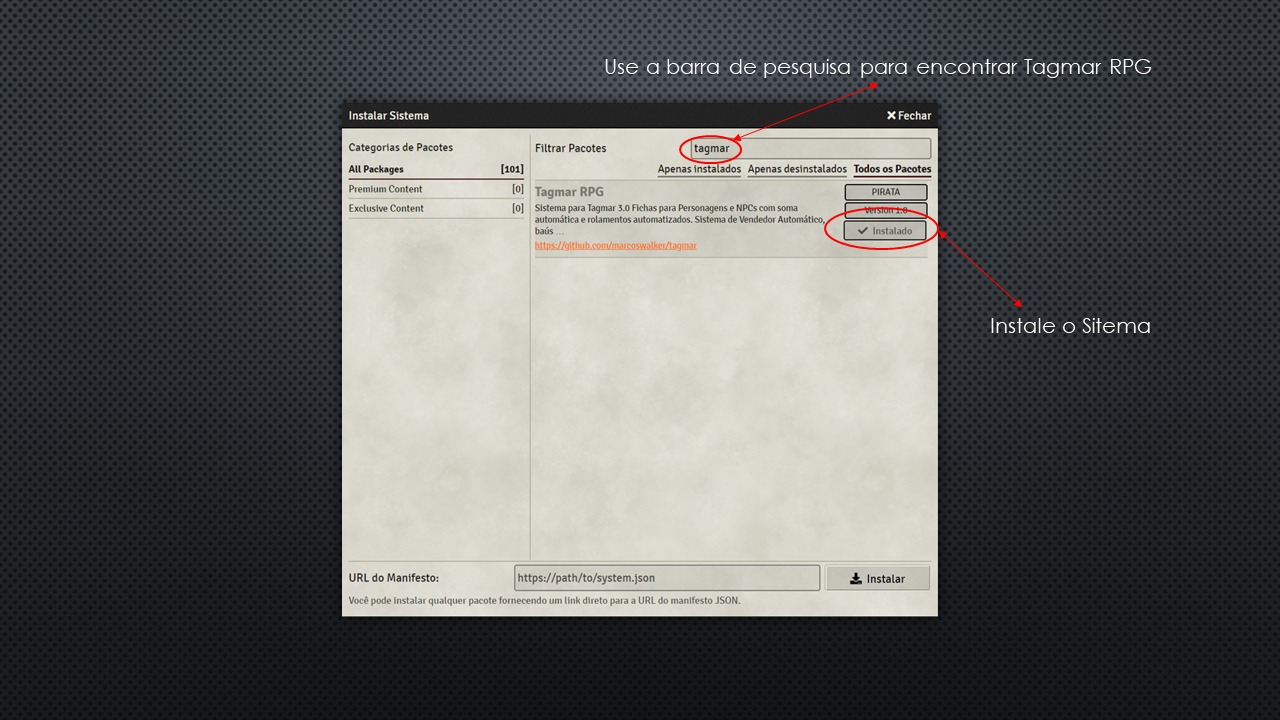 Use a barra de pesquisa para encontrar Tagmar RPG
Instalar Sistema
Fechar
Categorias de Pacotes
All Packages [101]
Premium Content [0]
Exclusive Content [0]
Filtrar Pacotes tagmar
Apenas instalados Apenas desinstalados Todos os Pacotes
Tagmar RPG
PIRATA
Sistema para Tagmar 3.0 Fichas para Personagens e NPCs com soma
automática e rolamentos automatizados. Sistema de Vendedor Automático,
baús ...
Version 1.0
Instalado
https://github.com/marcoswalker/tagmar
Instale o Sitema
URL do Manifesto: https://path/to/system.json Instalar
Você pode instalar qualquer pacote fornecendo um link direto para a URL do manifesto JSON.